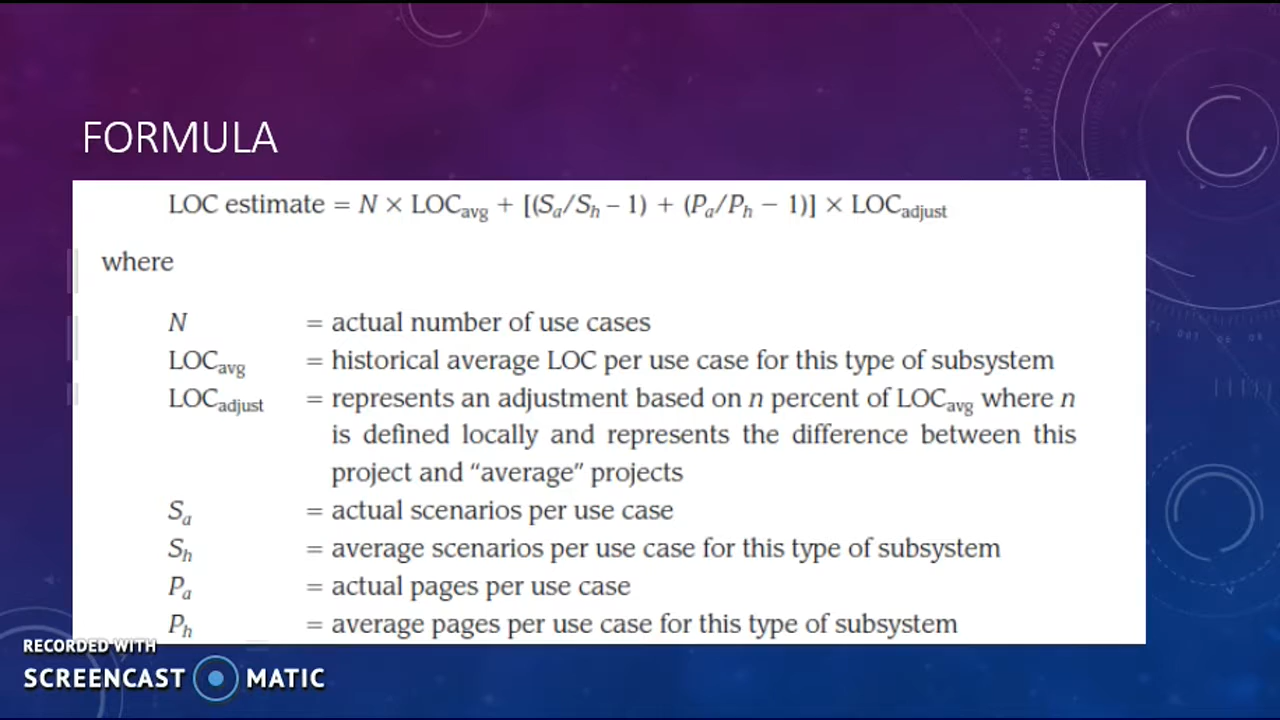 FORMULA
LOC estimate = N × LOCavg + [(Sa/Sh – 1) + (Pa/Ph – 1)] × LOCadjust
where
N = actual number of use cases
LOCavg = historical average LOC per use case for this type of subsystem
LOCadjust = represents an adjustment based on n percent of LOCavg where n
is defined locally and represents the difference between this
project and “average” projects
Sa = actual scenarios per use case
Sh = average scenarios per use case for this type of subsystem
Pa = actual pages per use case
Ph = average pages per use case for this type of subsystem
RECORDED WITH
SCREENCAST MATIC